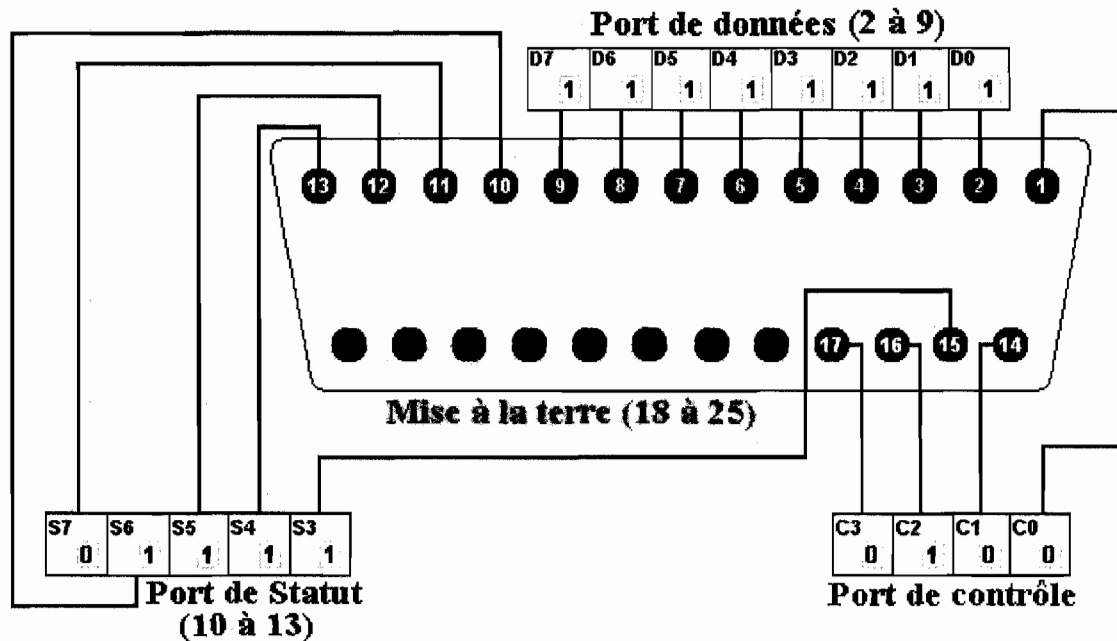 Port de données (2 à 9)
D7 D6 D5 D4 D3 D2 D1 D0
1 1 1 1 1 1 1 1
13 12 11 10 9 8 7 6 5 4 3 2 1
17 16 15 14
Mise à la terre (18 à 25)
S7 S6 S5 S4 S3
0 1 1 1 1
C3 C2 C1 C0
0 1 0 0
Port de Statut
(10 à 13)
Port de contrôle